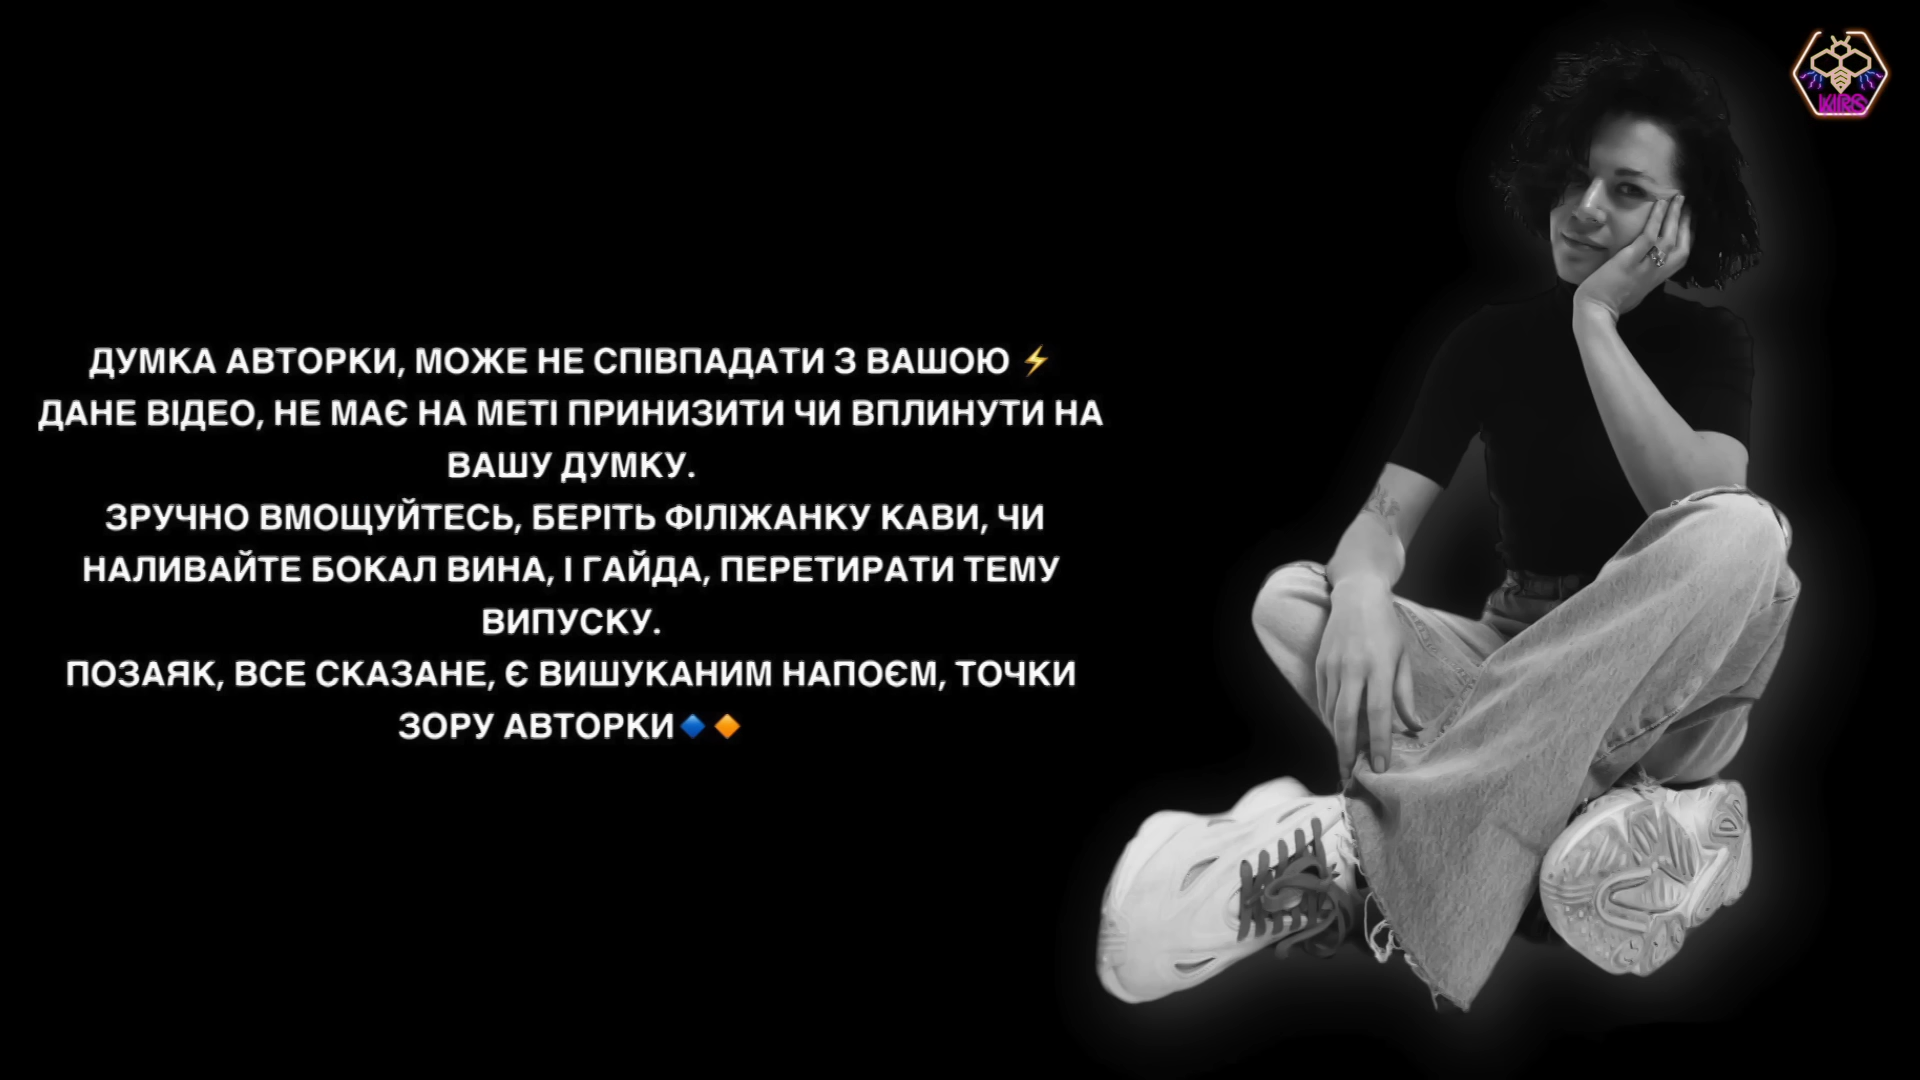 ДУМКА АВТОРКИ, МОЖЕ НЕ СПІВПАДАТИ З ВАШОЮ ⚡
ДАНЕ ВІДЕО, НЕ МАЄ НА МЕТІ ПРИНИЗИТИ ЧИ ВПЛИНУТИ НА
ВАШУ ДУМКУ.
ЗРУЧНО ВМОЩУЙТЕСЬ, БЕРІТЬ ФІЛІЖАНКУ КАВИ, ЧИ
НАЛИВАЙТЕ БОКАЛ ВИНА, І ГАЙДА, ПЕРЕТИРАТИ ТЕМУ
ВИПУСКУ.
ПОЗАЯК, ВСЕ СКАЗАНЕ, Є ВИШУКАНИМ НАПОЄМ, ТОЧКИ
ЗОРУ АВТОРКИ🔷🔶
KIRS